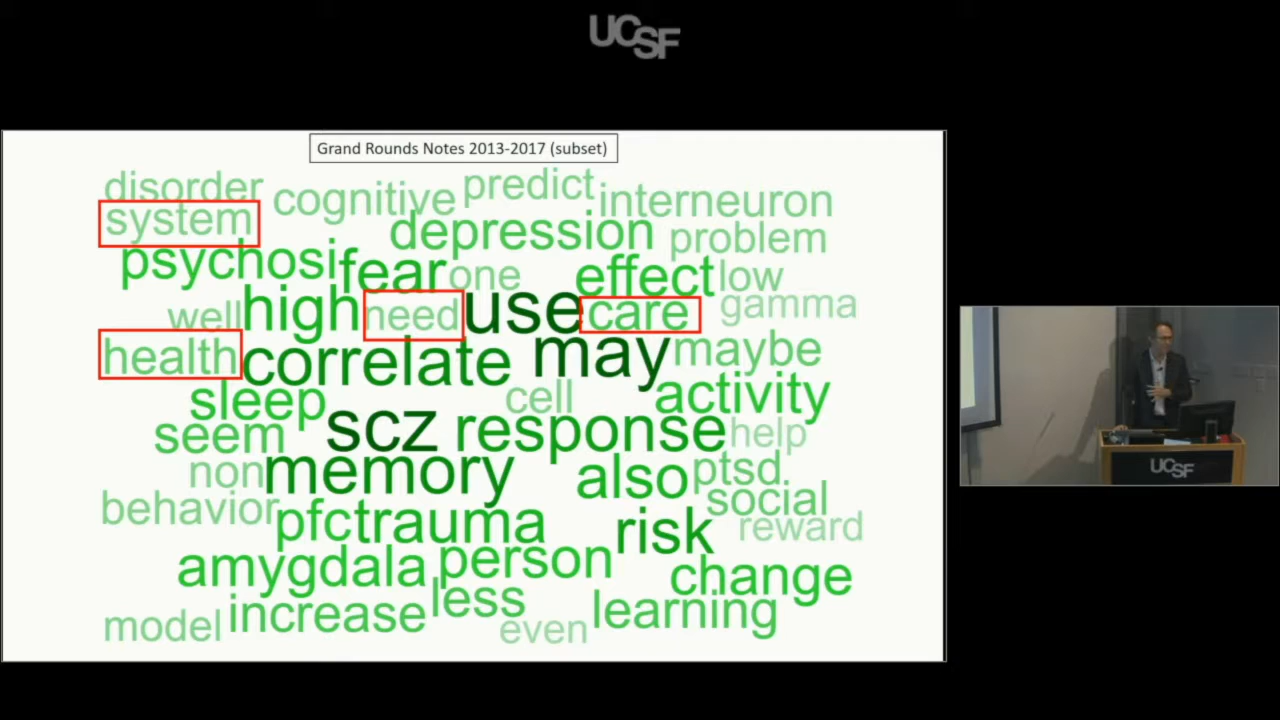 UCSF
Grand Rounds Notes 2013-2017 (subset)
disorder cognitive predict interneuron
system depression problem
psychosi fear one effect low
well high need use care gamma
health correlate may maybe
sleep cell activity
seem scz response help
non memory also ptsd
behavior pfc trauma social
risk reward
amygdala person change
model increase less even learning
UCSF